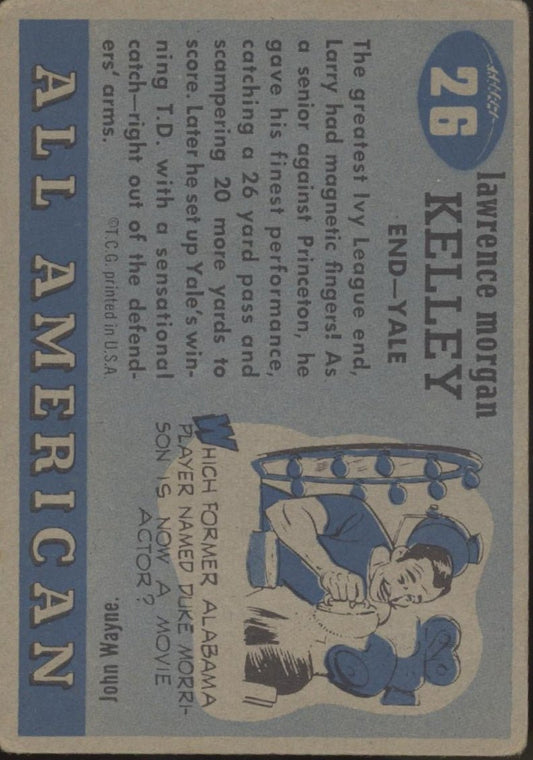 26
lawrence morgan
KELLEY
END—YALE
The greatest Ivy League end,
Larry had magnetic fingers! As
a senior against Princeton, he
gave his finest performance,
catching a 26 yard pass and
scampering 20 more yards to
score. Later he set up Yale's win-
ning T.D. with a sensational
catch—right out of the defend-
ers' arms.
©T.C.G. printed in U.S.A.
WHICH FORMER ALABAMA
PLAYER NAMED DUKE MORRI-
SON IS NOW A MOVIE
ACTOR?
John Wayne.
ALL AMERICAN